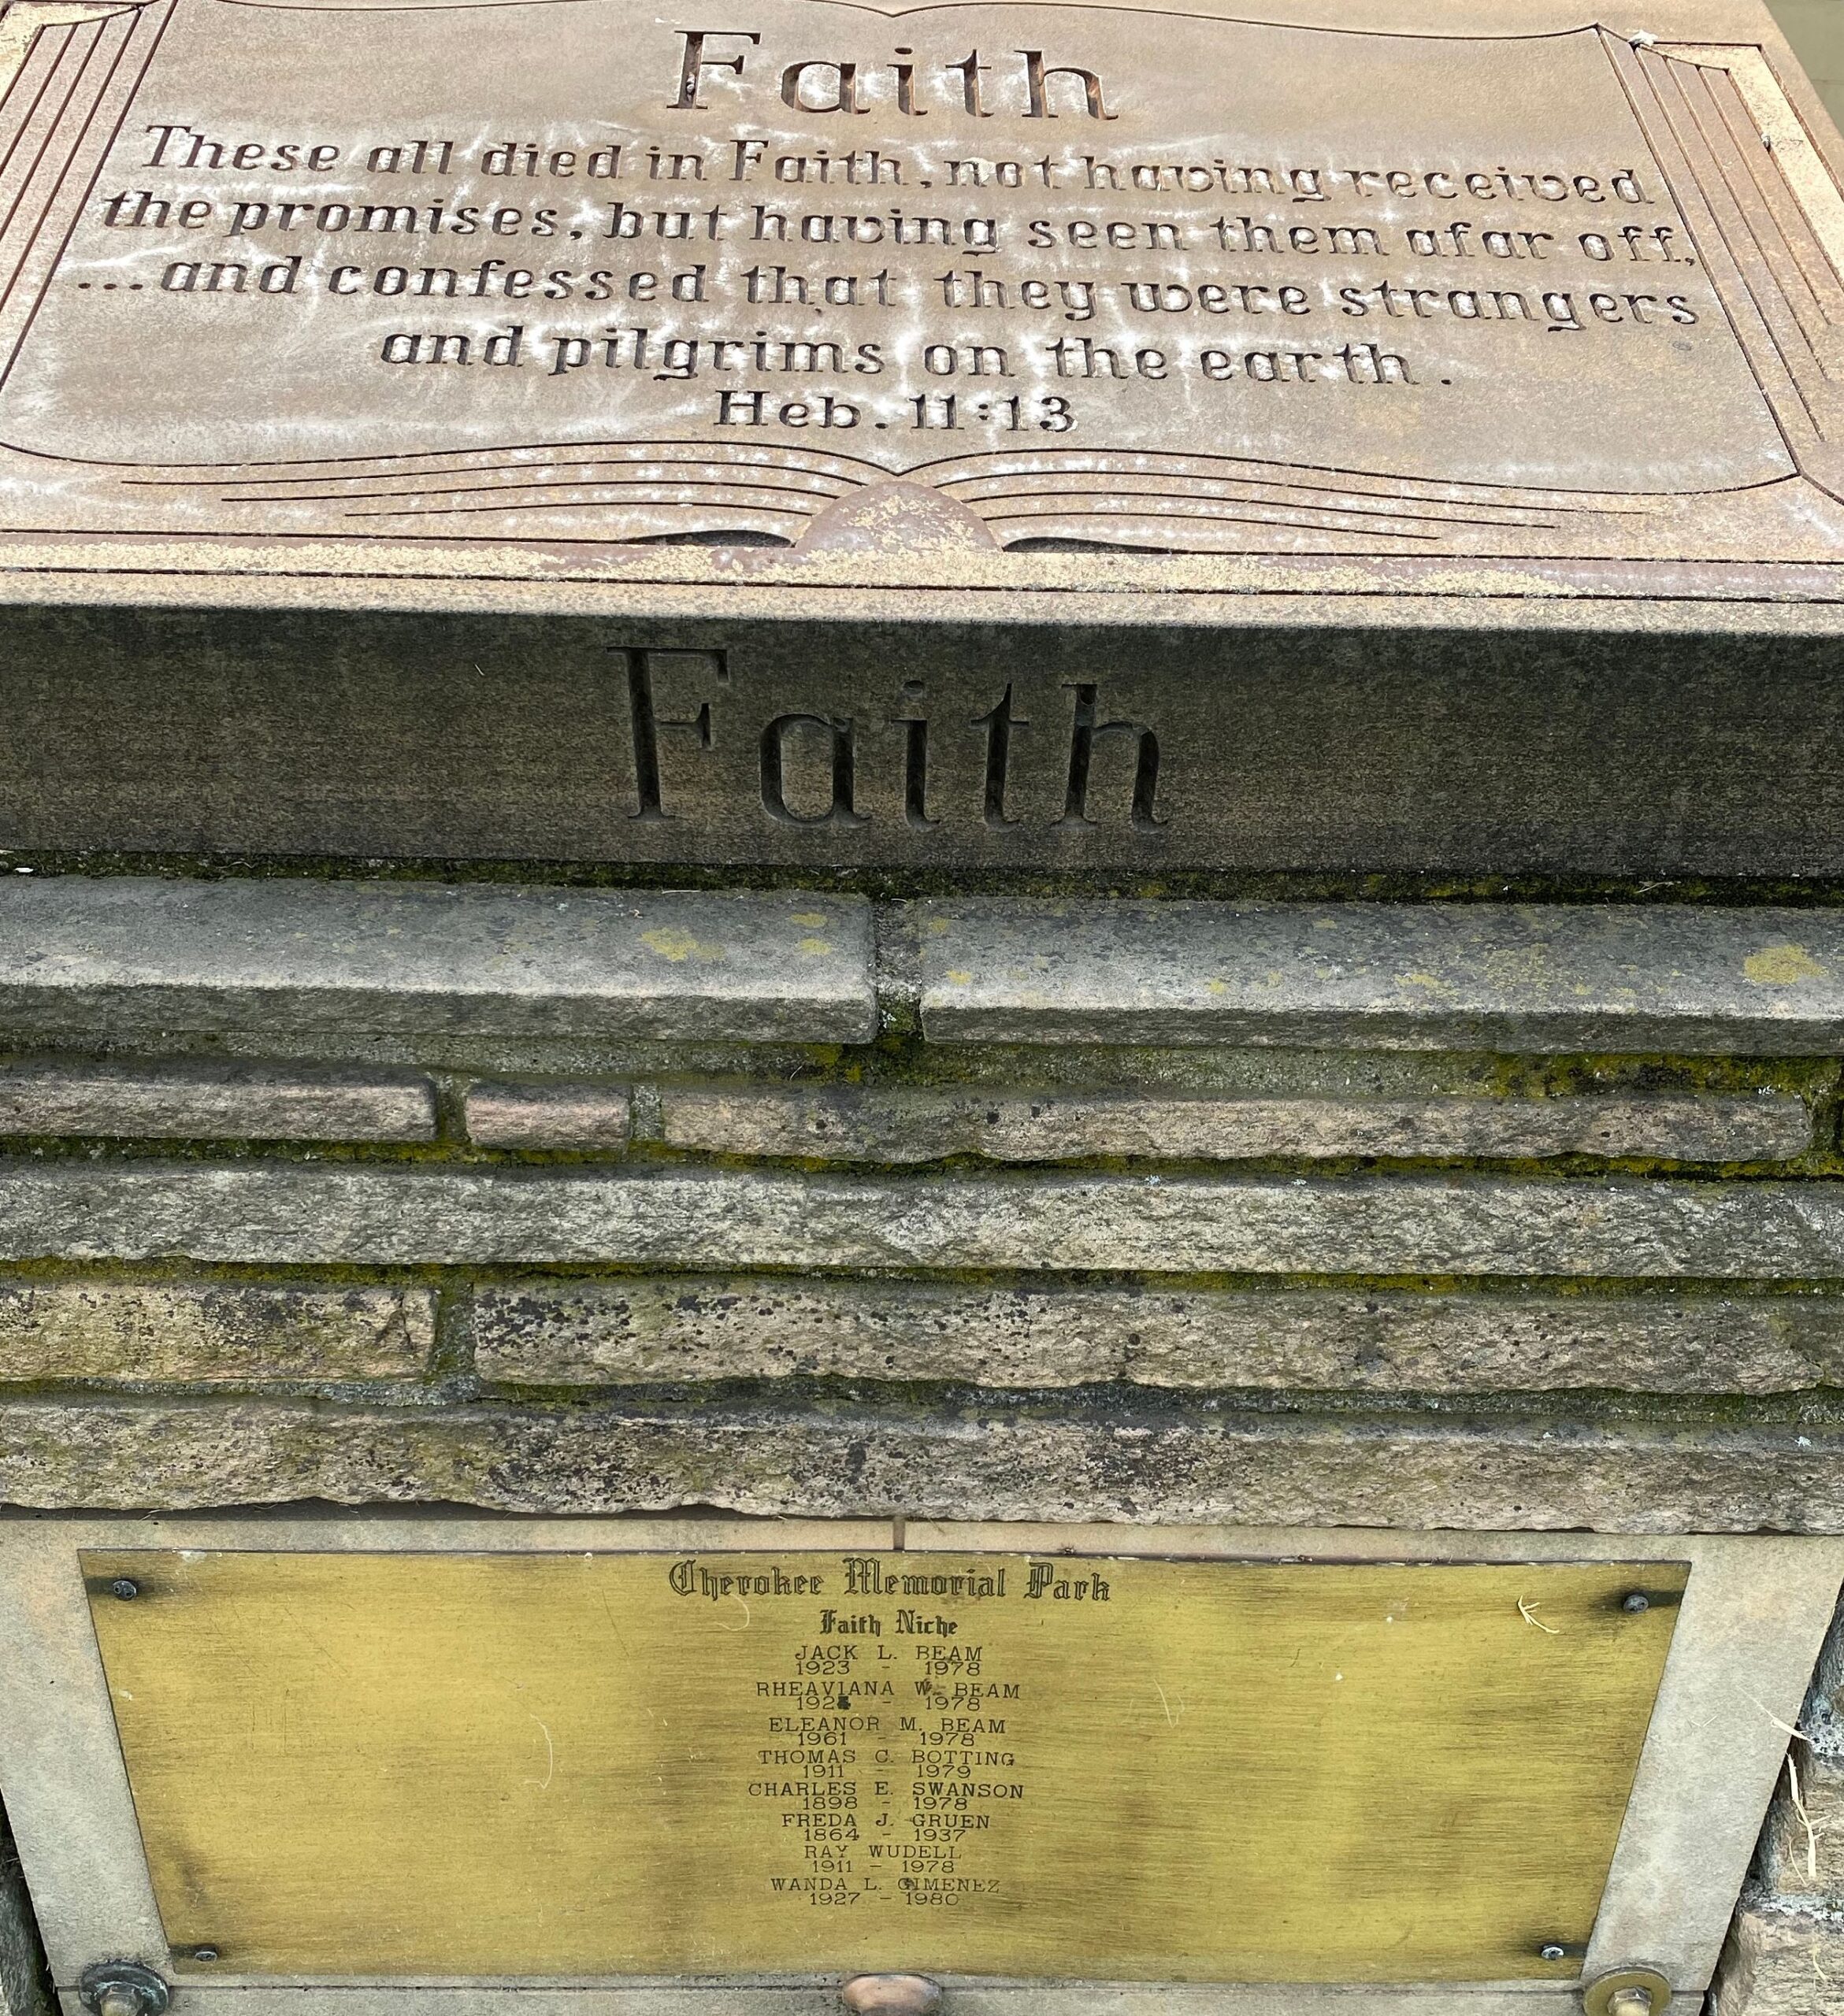 Faith
These all died in Faith, not having received
the promises, but having seen them afar off,
...and confessed that they were strangers
and pilgrims on the earth.
Heb. 11:13
Faith
Cherokee Memorial Park
Faith Niche
JACK L. BEAM
1923 - 1978
RHEAVIANA W. BEAM
- 1978
ELEANOR M. BEAM
1961 - 1978
THOMAS C. BOTTING
1911 - 1979
CHARLES E. SWANSON
1898 - 1978
FREDA J. GRUEN
1864 - 1937
RAY WUDELL
1911 - 1978
WANDA L. GIMENEZ
1927 - 1980